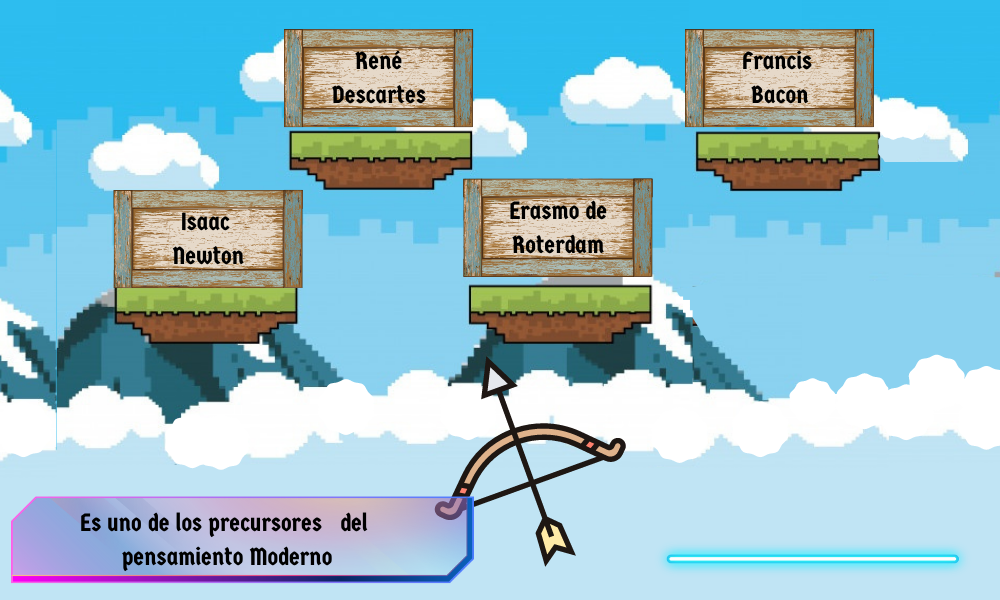 René
Descartes
Francis
Bacon
Isaac
Newton
Erasmo de
Roterdam
Es uno de los precursores del
pensamiento Moderno